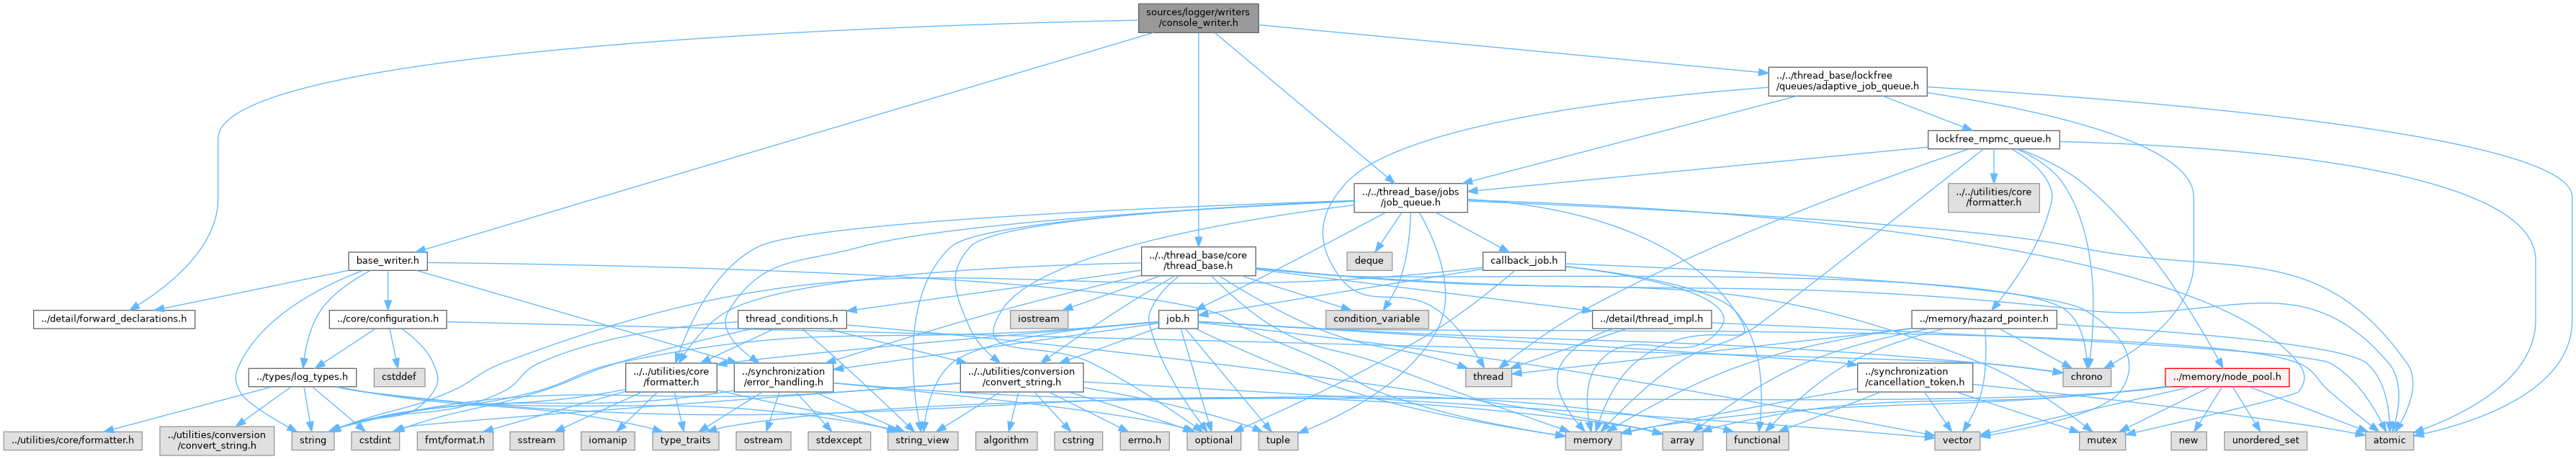 sources/logger/writers
/console_writer.h
../../thread_base/lockfree
/queues/adaptive_job_queue.h
lockfree_mpmc_queue.h
../../thread_base/jobs
/job_queue.h
../../utilities/core
/formatter.h
base_writer.h
../../thread_base/core
/thread_base.h
deque
callback_job.h
../detail/forward_declarations.h
../core/configuration.h
iostream
thread_conditions.h
condition_variable
job.h
../detail/thread_impl.h
../memory/hazard_pointer.h
../types/log_types.h
cstddef
../../utilities/core
/formatter.h
../synchronization
/error_handling.h
../../utilities/conversion
/convert_string.h
thread
../synchronization
/cancellation_token.h
chrono
../memory/node_pool.h
../utilities/core/formatter.h
../utilities/conversion
/convert_string.h
string
cstdint
fmt/format.h
sstream
iomanip
type_traits
ostream
stdexcept
string_view
algorithm
cstring
errno.h
optional
tuple
memory
array
functional
vector
mutex
new
unordered_set
atomic